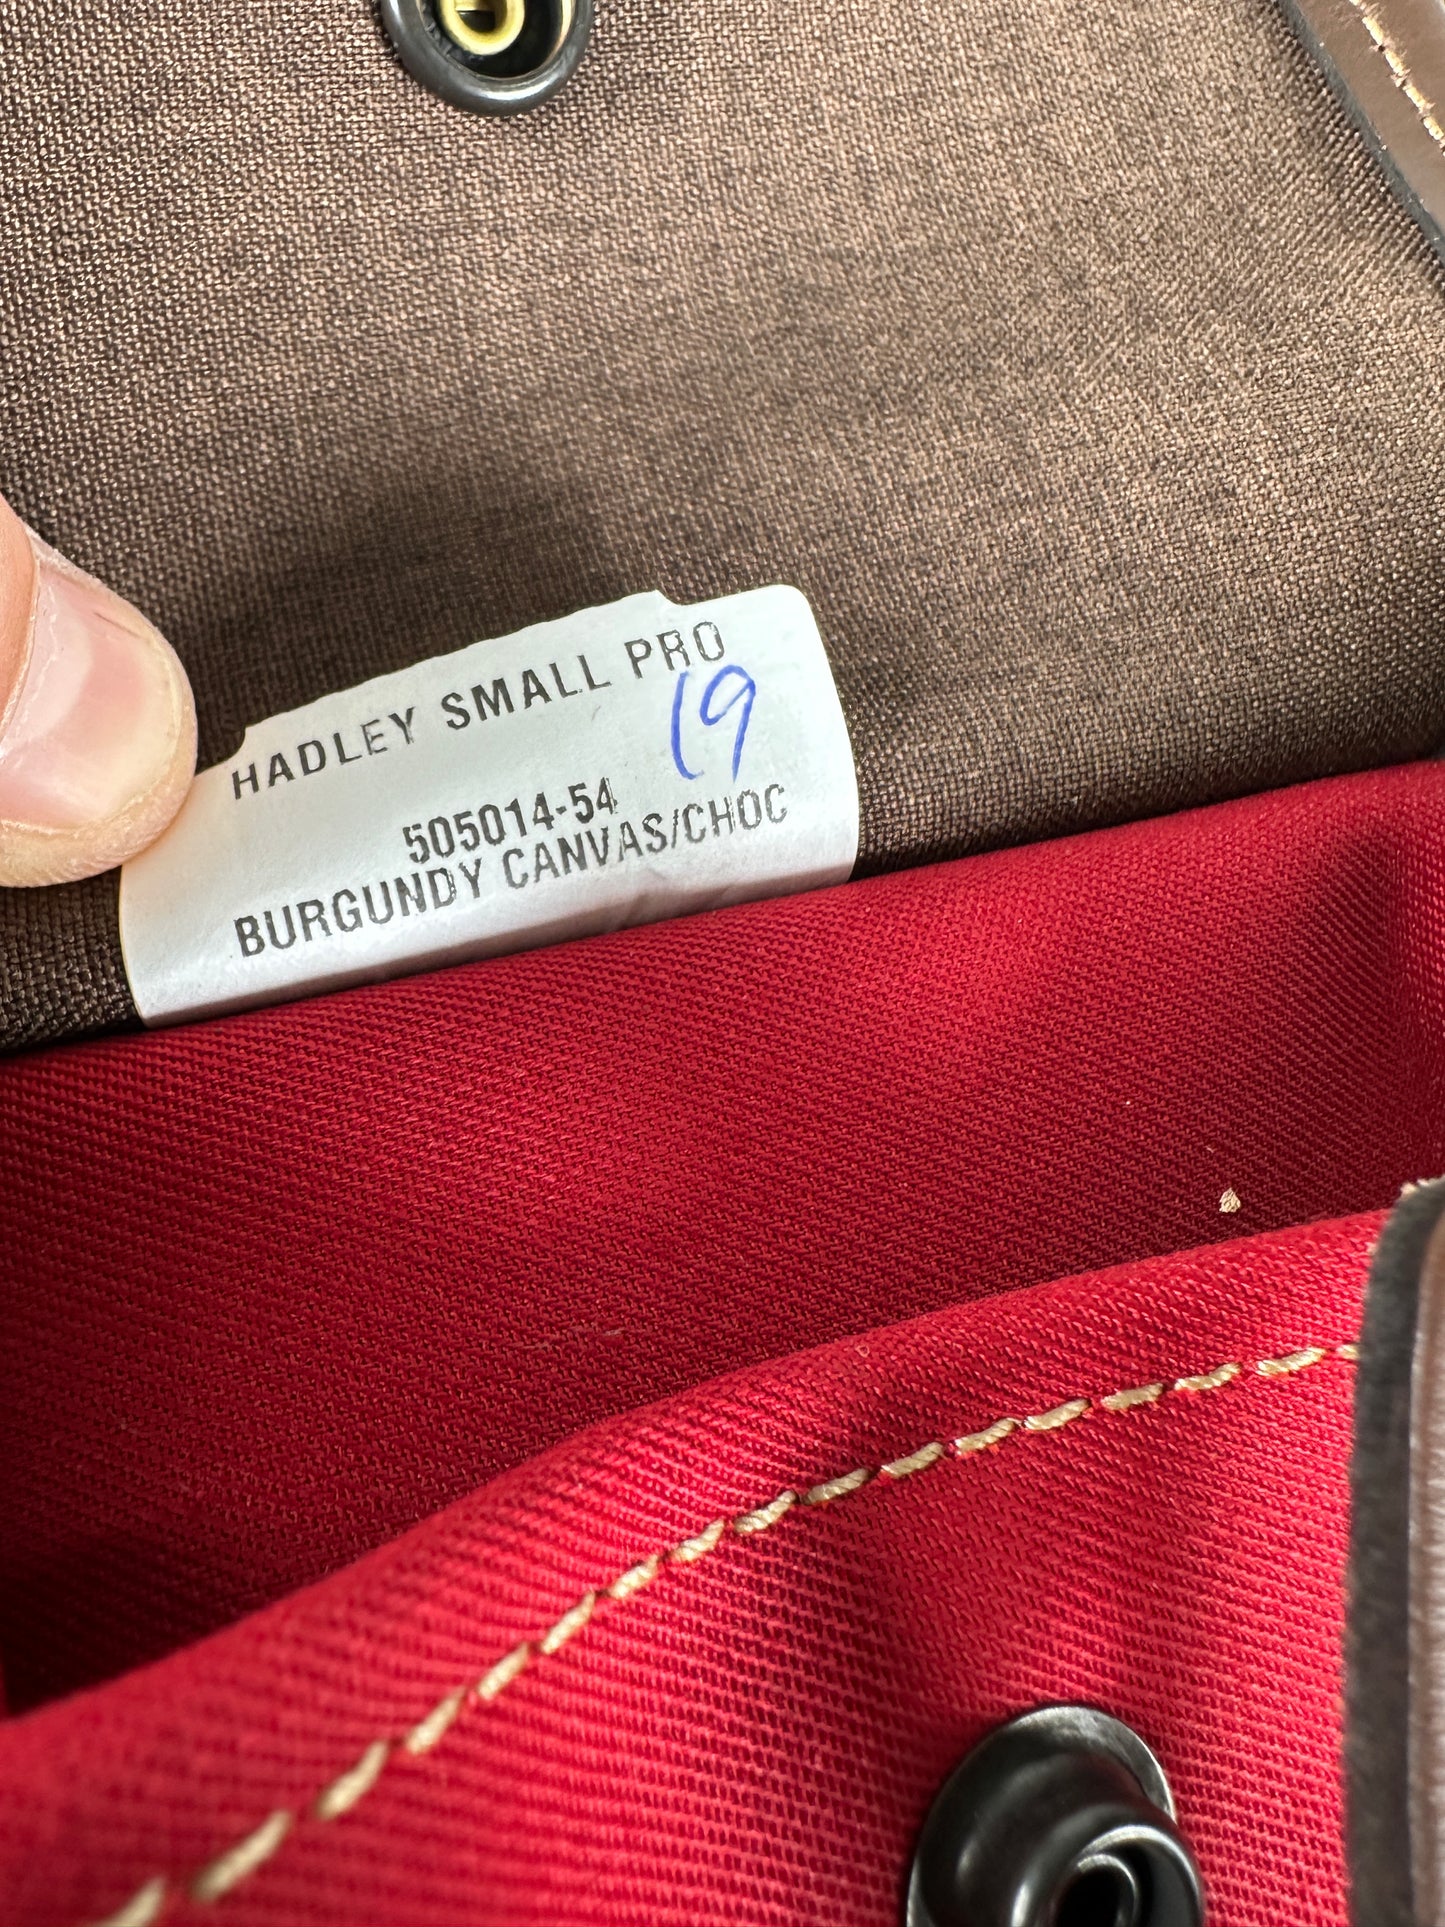 HADLEY SMALL PRO
19
505014-54
BURGUNDY CANVAS/CHOC